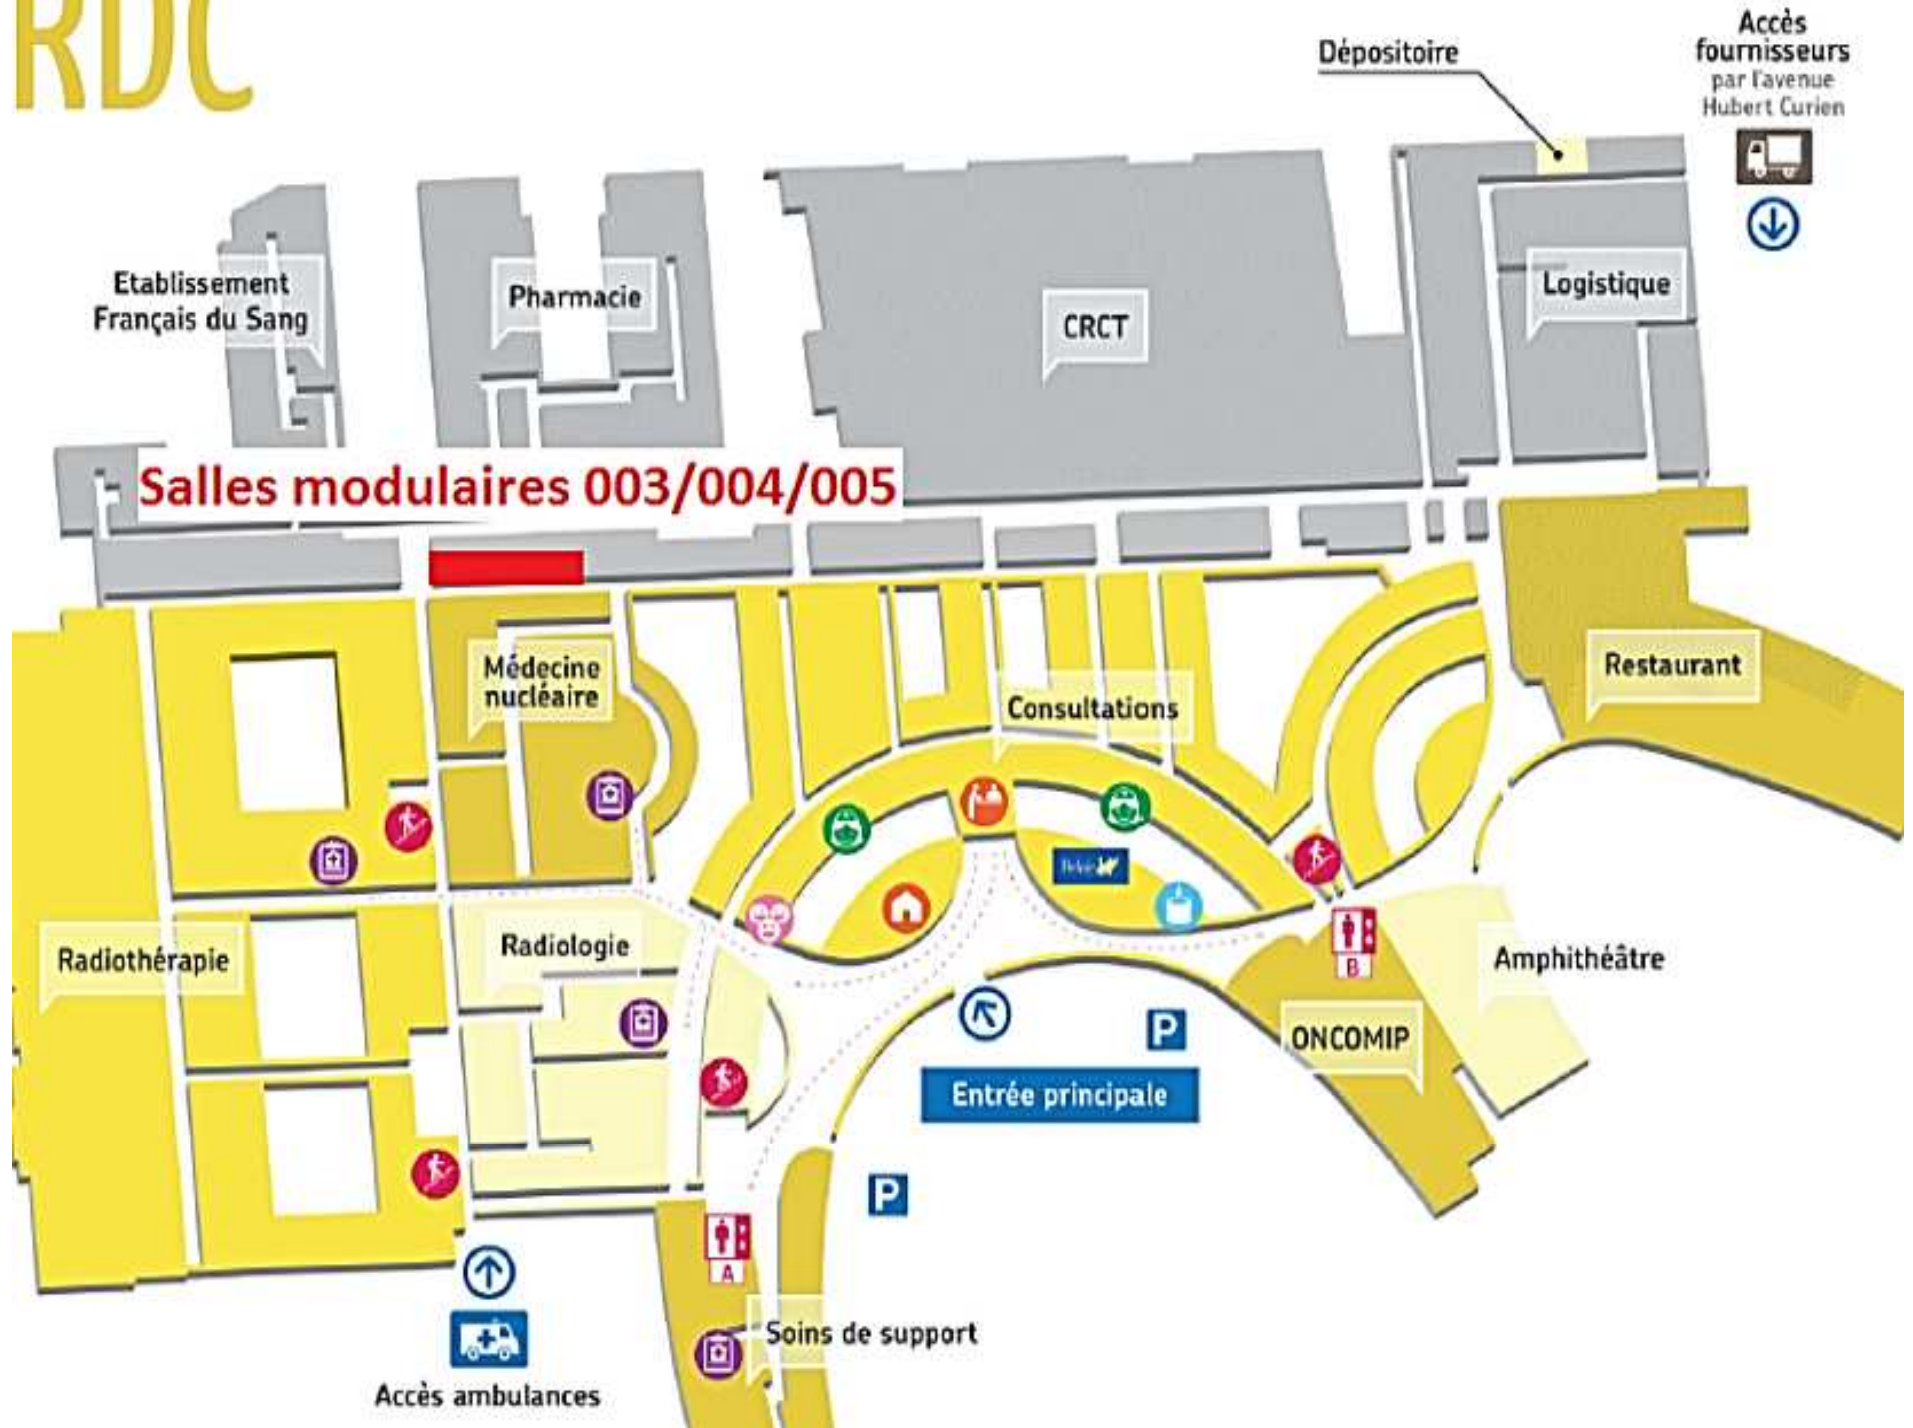 RDC
Accès
fournisseurs
par l'avenue
Hubert Curien
Dépositoire
Etablissement
Français du Sang
Pharmacie
CRCT
Logistique
Salles modulaires 003/004/005
Médecine
nucléaire
Restaurant
Consultations
Radiothérapie
Radiologie
B
Amphithéâtre
P
ONCOMIP
Entrée principale
P
A
Soins de support
Accès ambulances